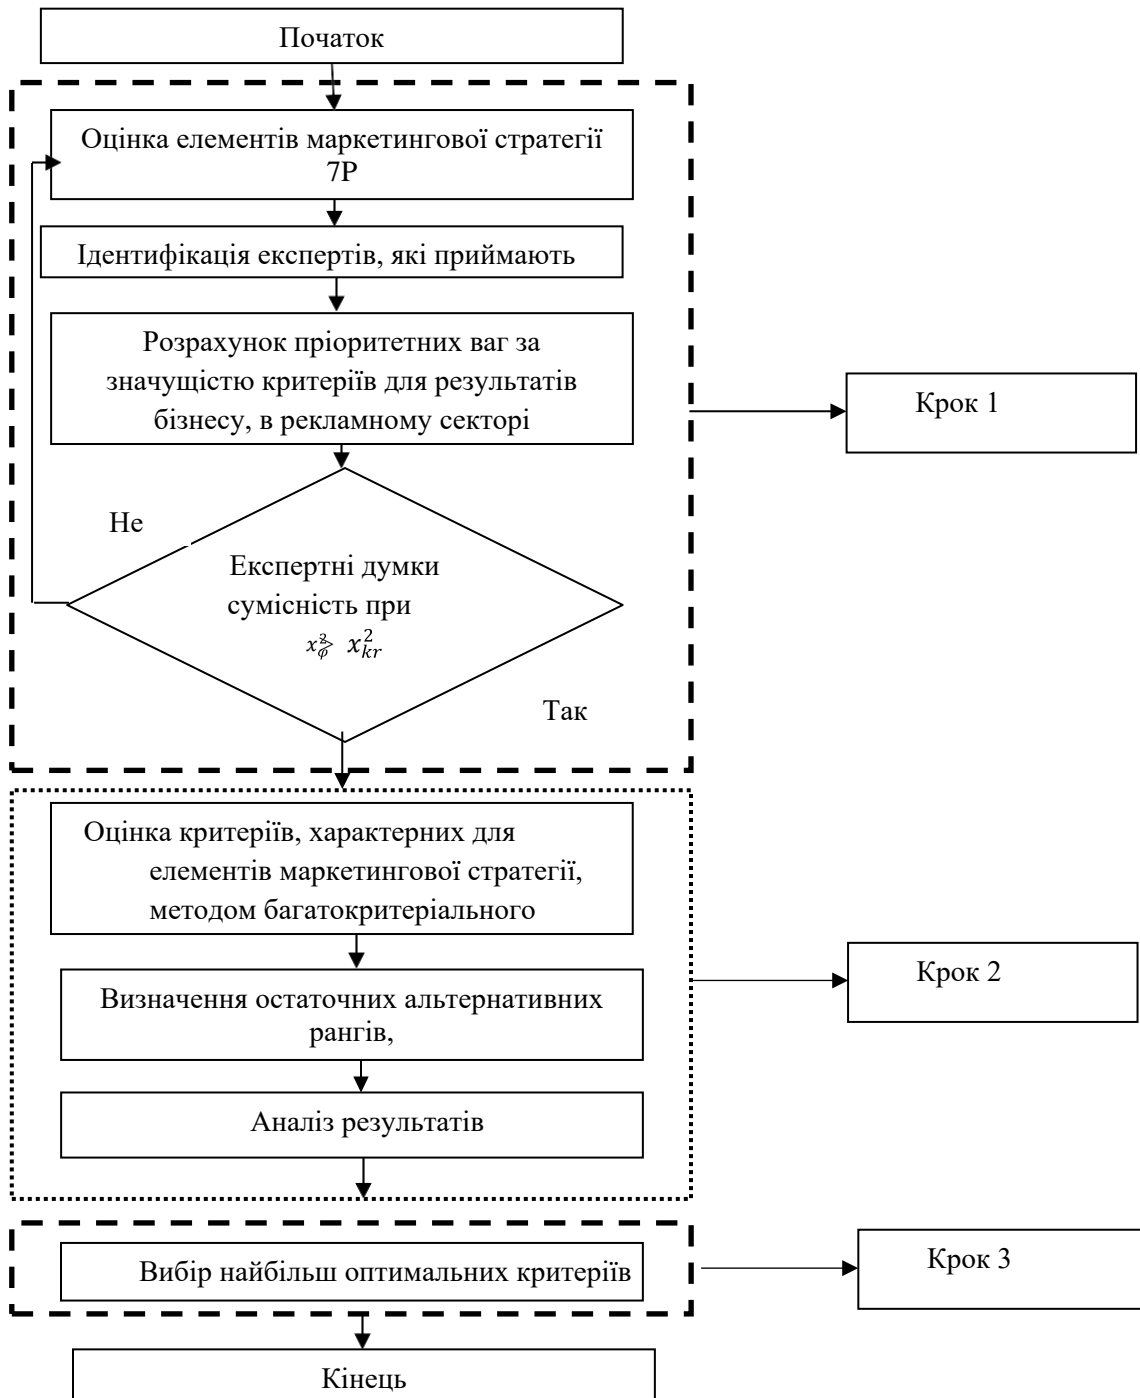 Початок
Оцінка елементів маркетингової стратегії
7P
Ідентифікація експертів, які приймають
Розрахунок пріоритетних ваг за
значущістю критеріїв для результатів
бізнесу, в рекламному секторі
Крок 1
Не
Експертні думки
сумісність при
x²_φ > x²_kr
Так
Оцінка критеріїв, характерних для
елементів маркетингової стратегії,
методом багатокритеріального
Крок 2
Визначення остаточних альтернативних
рангів,
Аналіз результатів
Вибір найбільш оптимальних критеріїв
Крок 3
Кінець